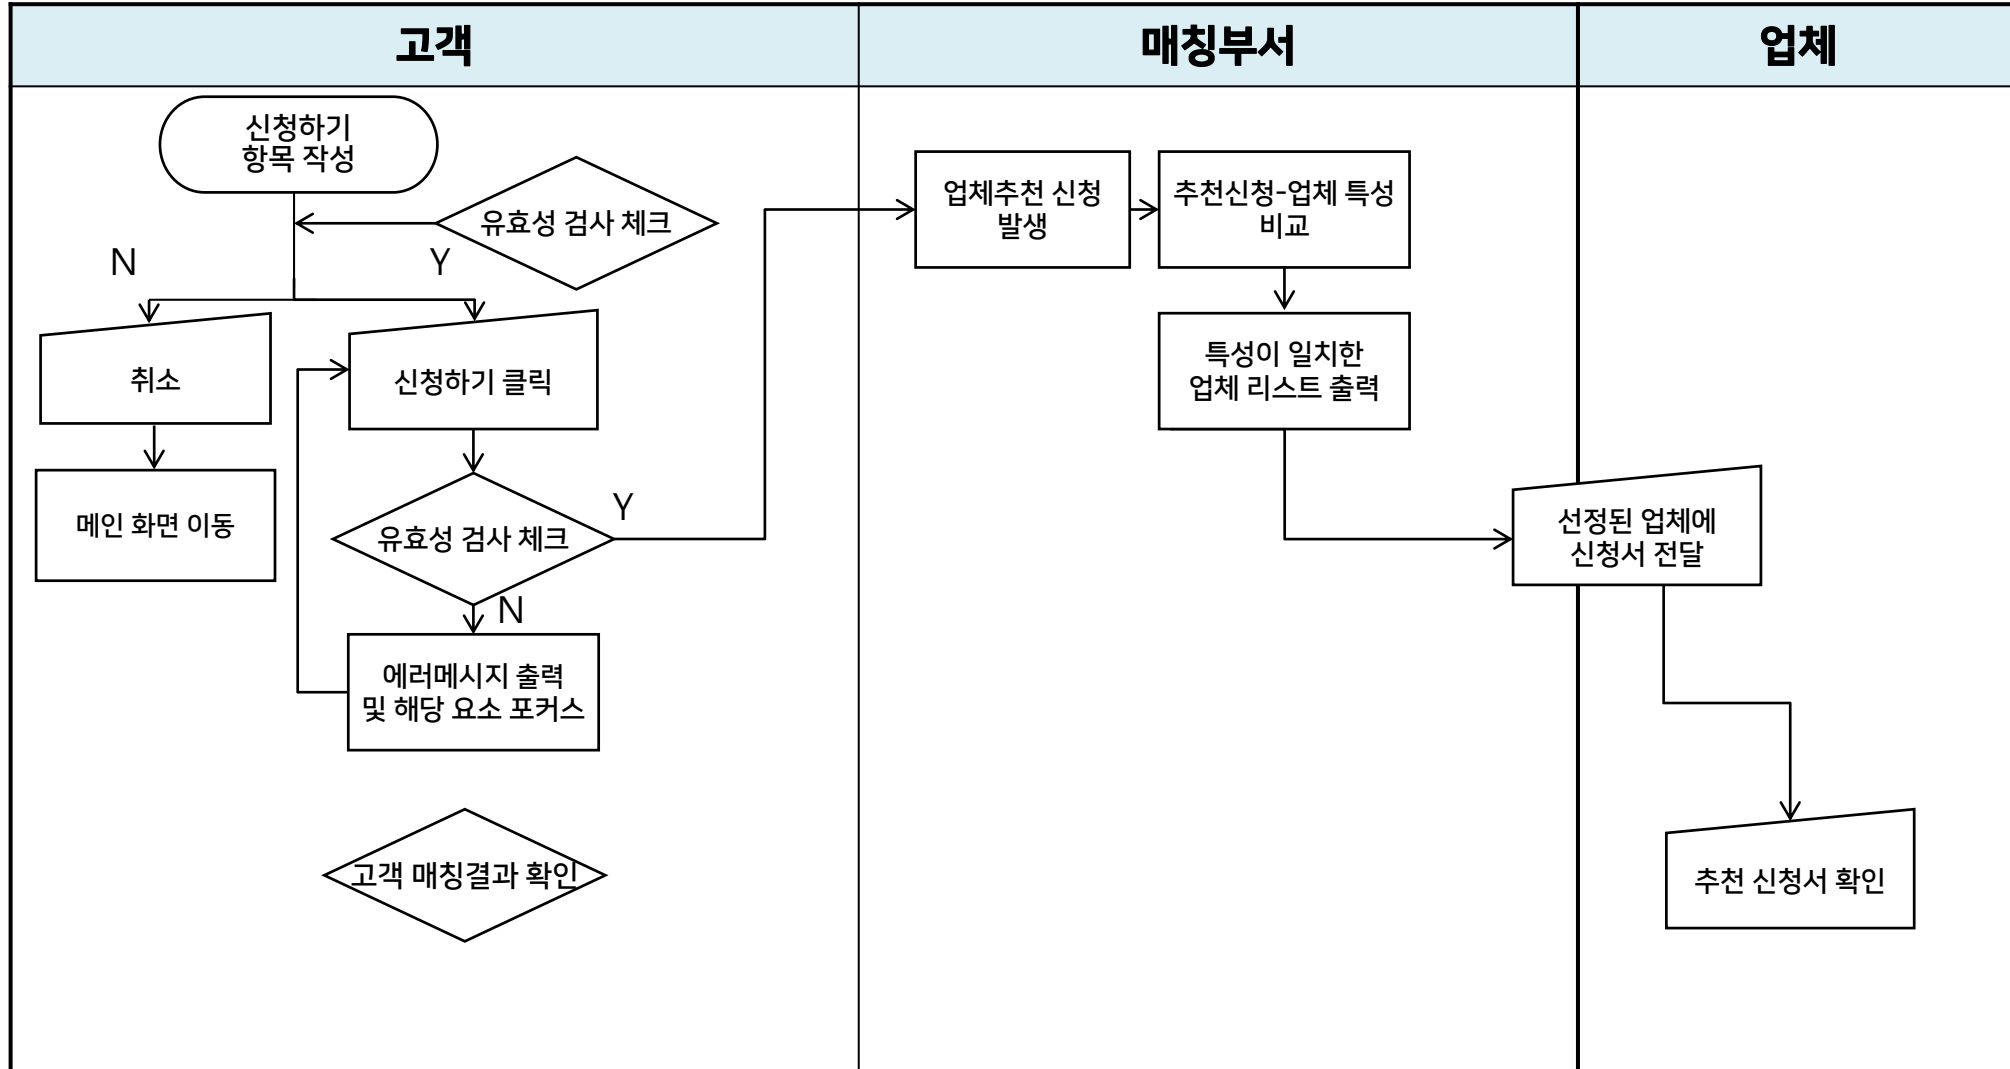 고객
매칭부서
업체
신청하기
항목 작성
유효성 검사 체크
N
Y
취소
신청하기 클릭
메인 화면 이동
유효성 검사 체크
Y
N
에러메시지 출력
및 해당 요소 포커스
고객 매칭결과 확인
업체추천 신청
발생
추천신청-업체 특성
비교
특성이 일치한
업체 리스트 출력
선정된 업체에
신청서 전달
추천 신청서 확인